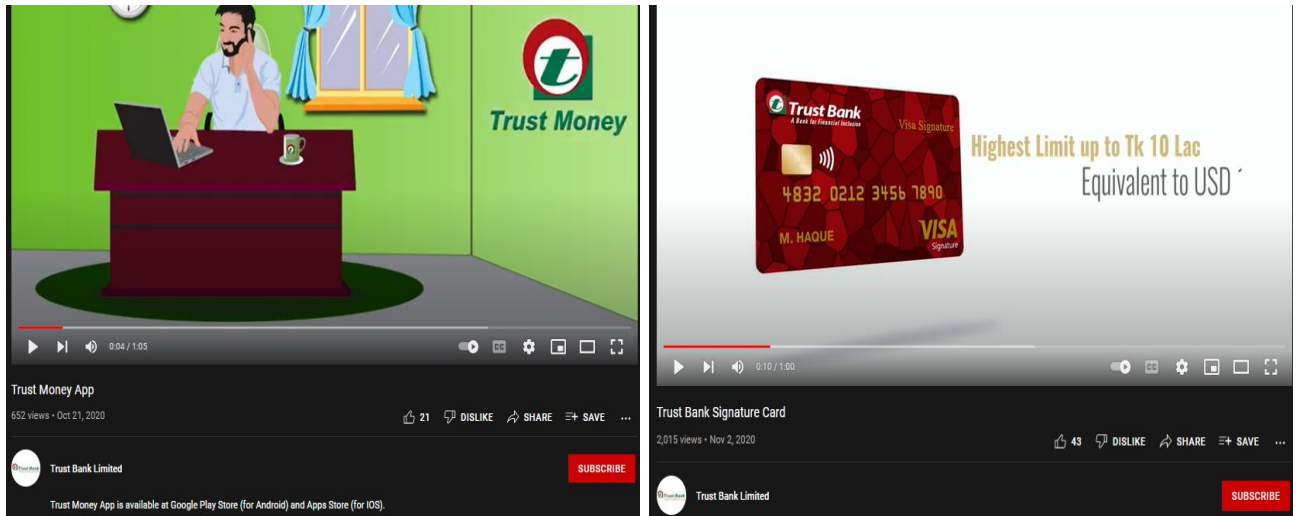 Trust Money
0:04 / 1:05
Trust Money App
652 views • Oct 21, 2020
21 DISLIKE SHARE SAVE ...
Trust Bank Limited
SUBSCRIBE
Trust Money App is available at Google Play Store (for Android) and Apps Store (for IOS).
Trust Bank
A Bank for Financial Inclusion
Visa Signature
4832 0212 3456 7890
M. HAQUE
VISA
Signature
Highest Limit up to Tk 10 Lac
Equivalent to USD
0:10 / 1:00
Trust Bank Signature Card
2,015 views • Nov 2, 2020
43 DISLIKE SHARE SAVE ...
Trust Bank Limited
SUBSCRIBE